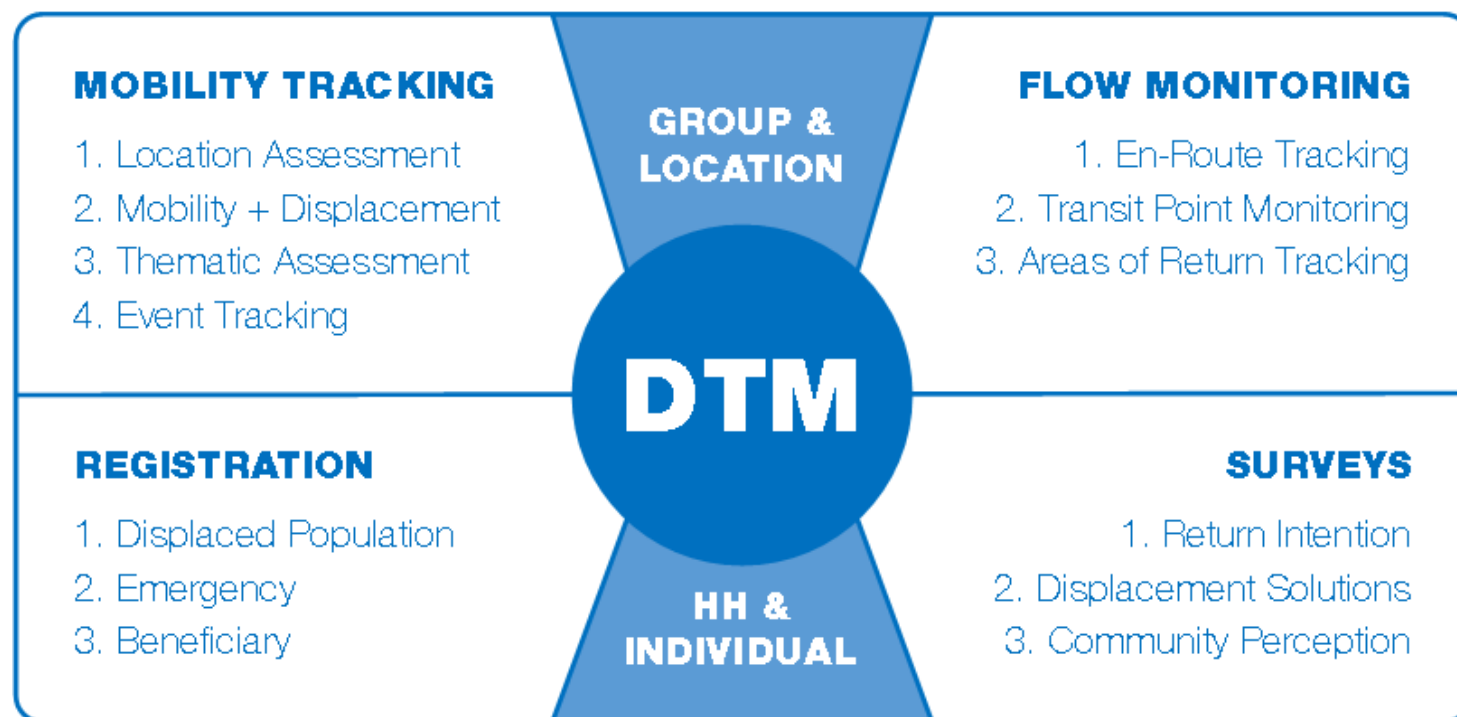 MOBILITY TRACKING
1. Location Assessment
2. Mobility + Displacement
3. Thematic Assessment
4. Event Tracking
GROUP &
LOCATION
FLOW MONITORING
1. En-Route Tracking
2. Transit Point Monitoring
3. Areas of Return Tracking
DTM
REGISTRATION
1. Displaced Population
2. Emergency
3. Beneficiary
HH &
INDIVIDUAL
SURVEYS
1. Return Intention
2. Displacement Solutions
3. Community Perception